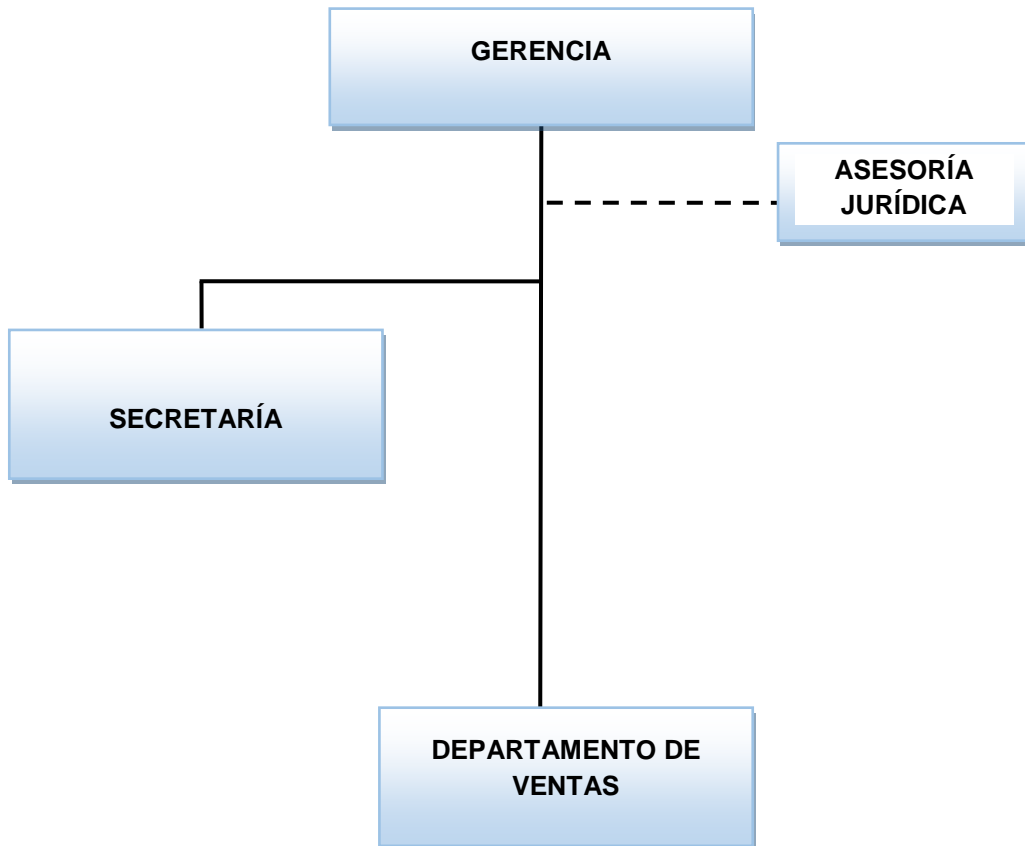 GERENCIA
ASESORÍA
JURÍDICA
SECRETARÍA
DEPARTAMENTO DE
VENTAS